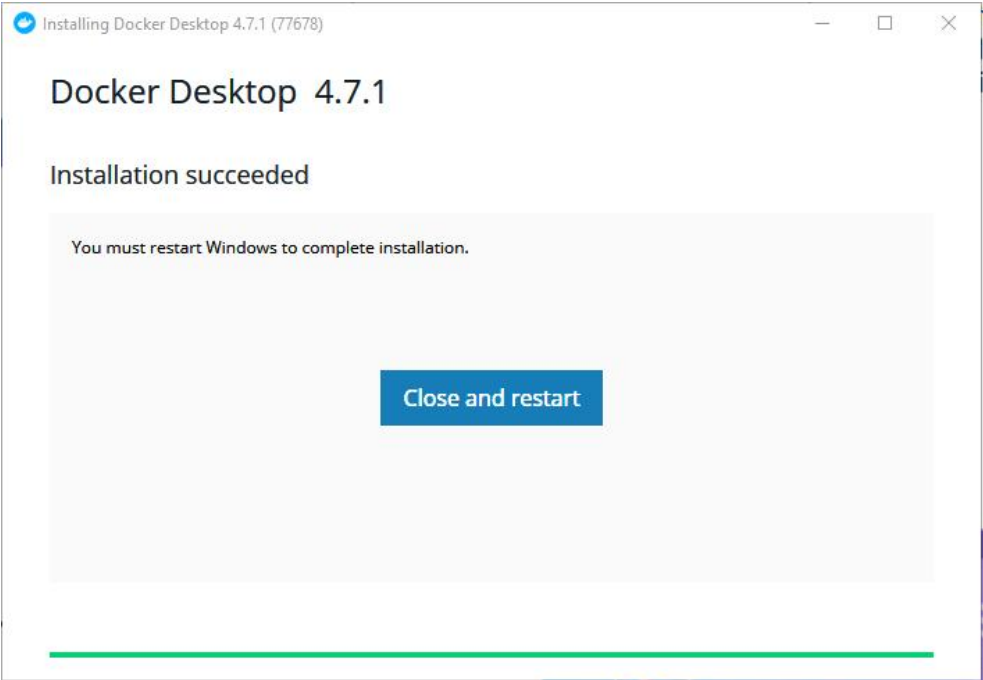 Installing Docker Desktop 4.7.1 (77678)
Docker Desktop 4.7.1
Installation succeeded
You must restart Windows to complete installation.
Close and restart